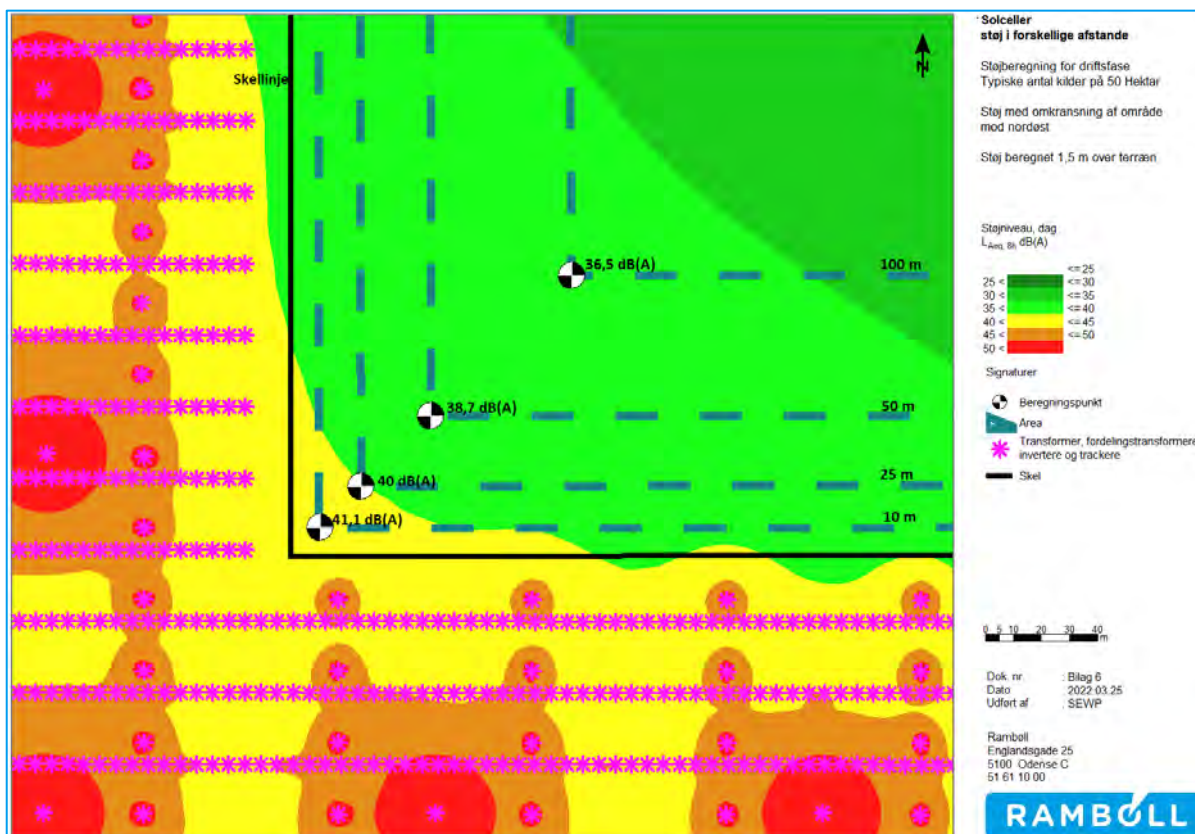 Skellinje
N
36,5 dB(A)
100 m
38,7 dB(A)
50 m
40 dB(A)
25 m
41,1 dB(A)
10 m
Solceller
støj i forskellige afstande
Støjberegning for driftsfase
Typiske antal kilder på 50 Hektar
Støj med omkransning af område
mod nordøst
Støj beregnet 1,5 m over terræn
Støjniveau, dag
LAeq, 8h dB(A)
<= 25
25 < <= 30
30 < <= 35
35 < <= 40
40 < <= 45
45 < <= 50
50 <
Signaturer
Beregningspunkt
Area
Transformer, fordelingstransformere
invertere og trackere
Skel
0 5 10 20 30 40
m
Dok. nr : Bilag 6
Dato : 2022.03.25
Udført af : SEWP
Rambøll
Englandsgade 25
5100 Odense C
51 61 10 00
RAMBOLL